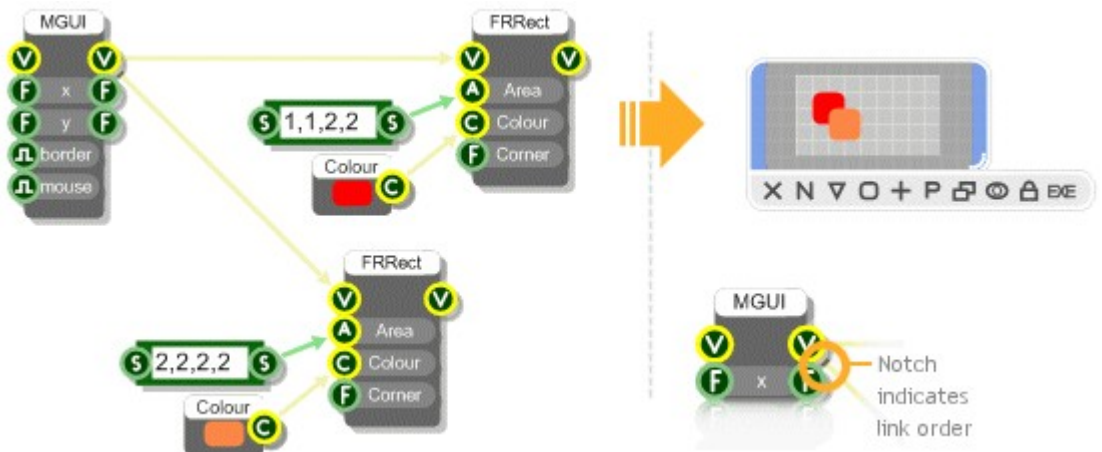 MGUI
V V
F x F
F y F
border
mouse
FRRect
V V
A Area
C Colour
F Corner
S 1,1,2,2 S
Colour
C
FRRect
V V
A Area
C Colour
F Corner
S 2,2,2,2 S
Colour
C
X N P EXE
MGUI
V V
F x F
Notch
indicates
link order